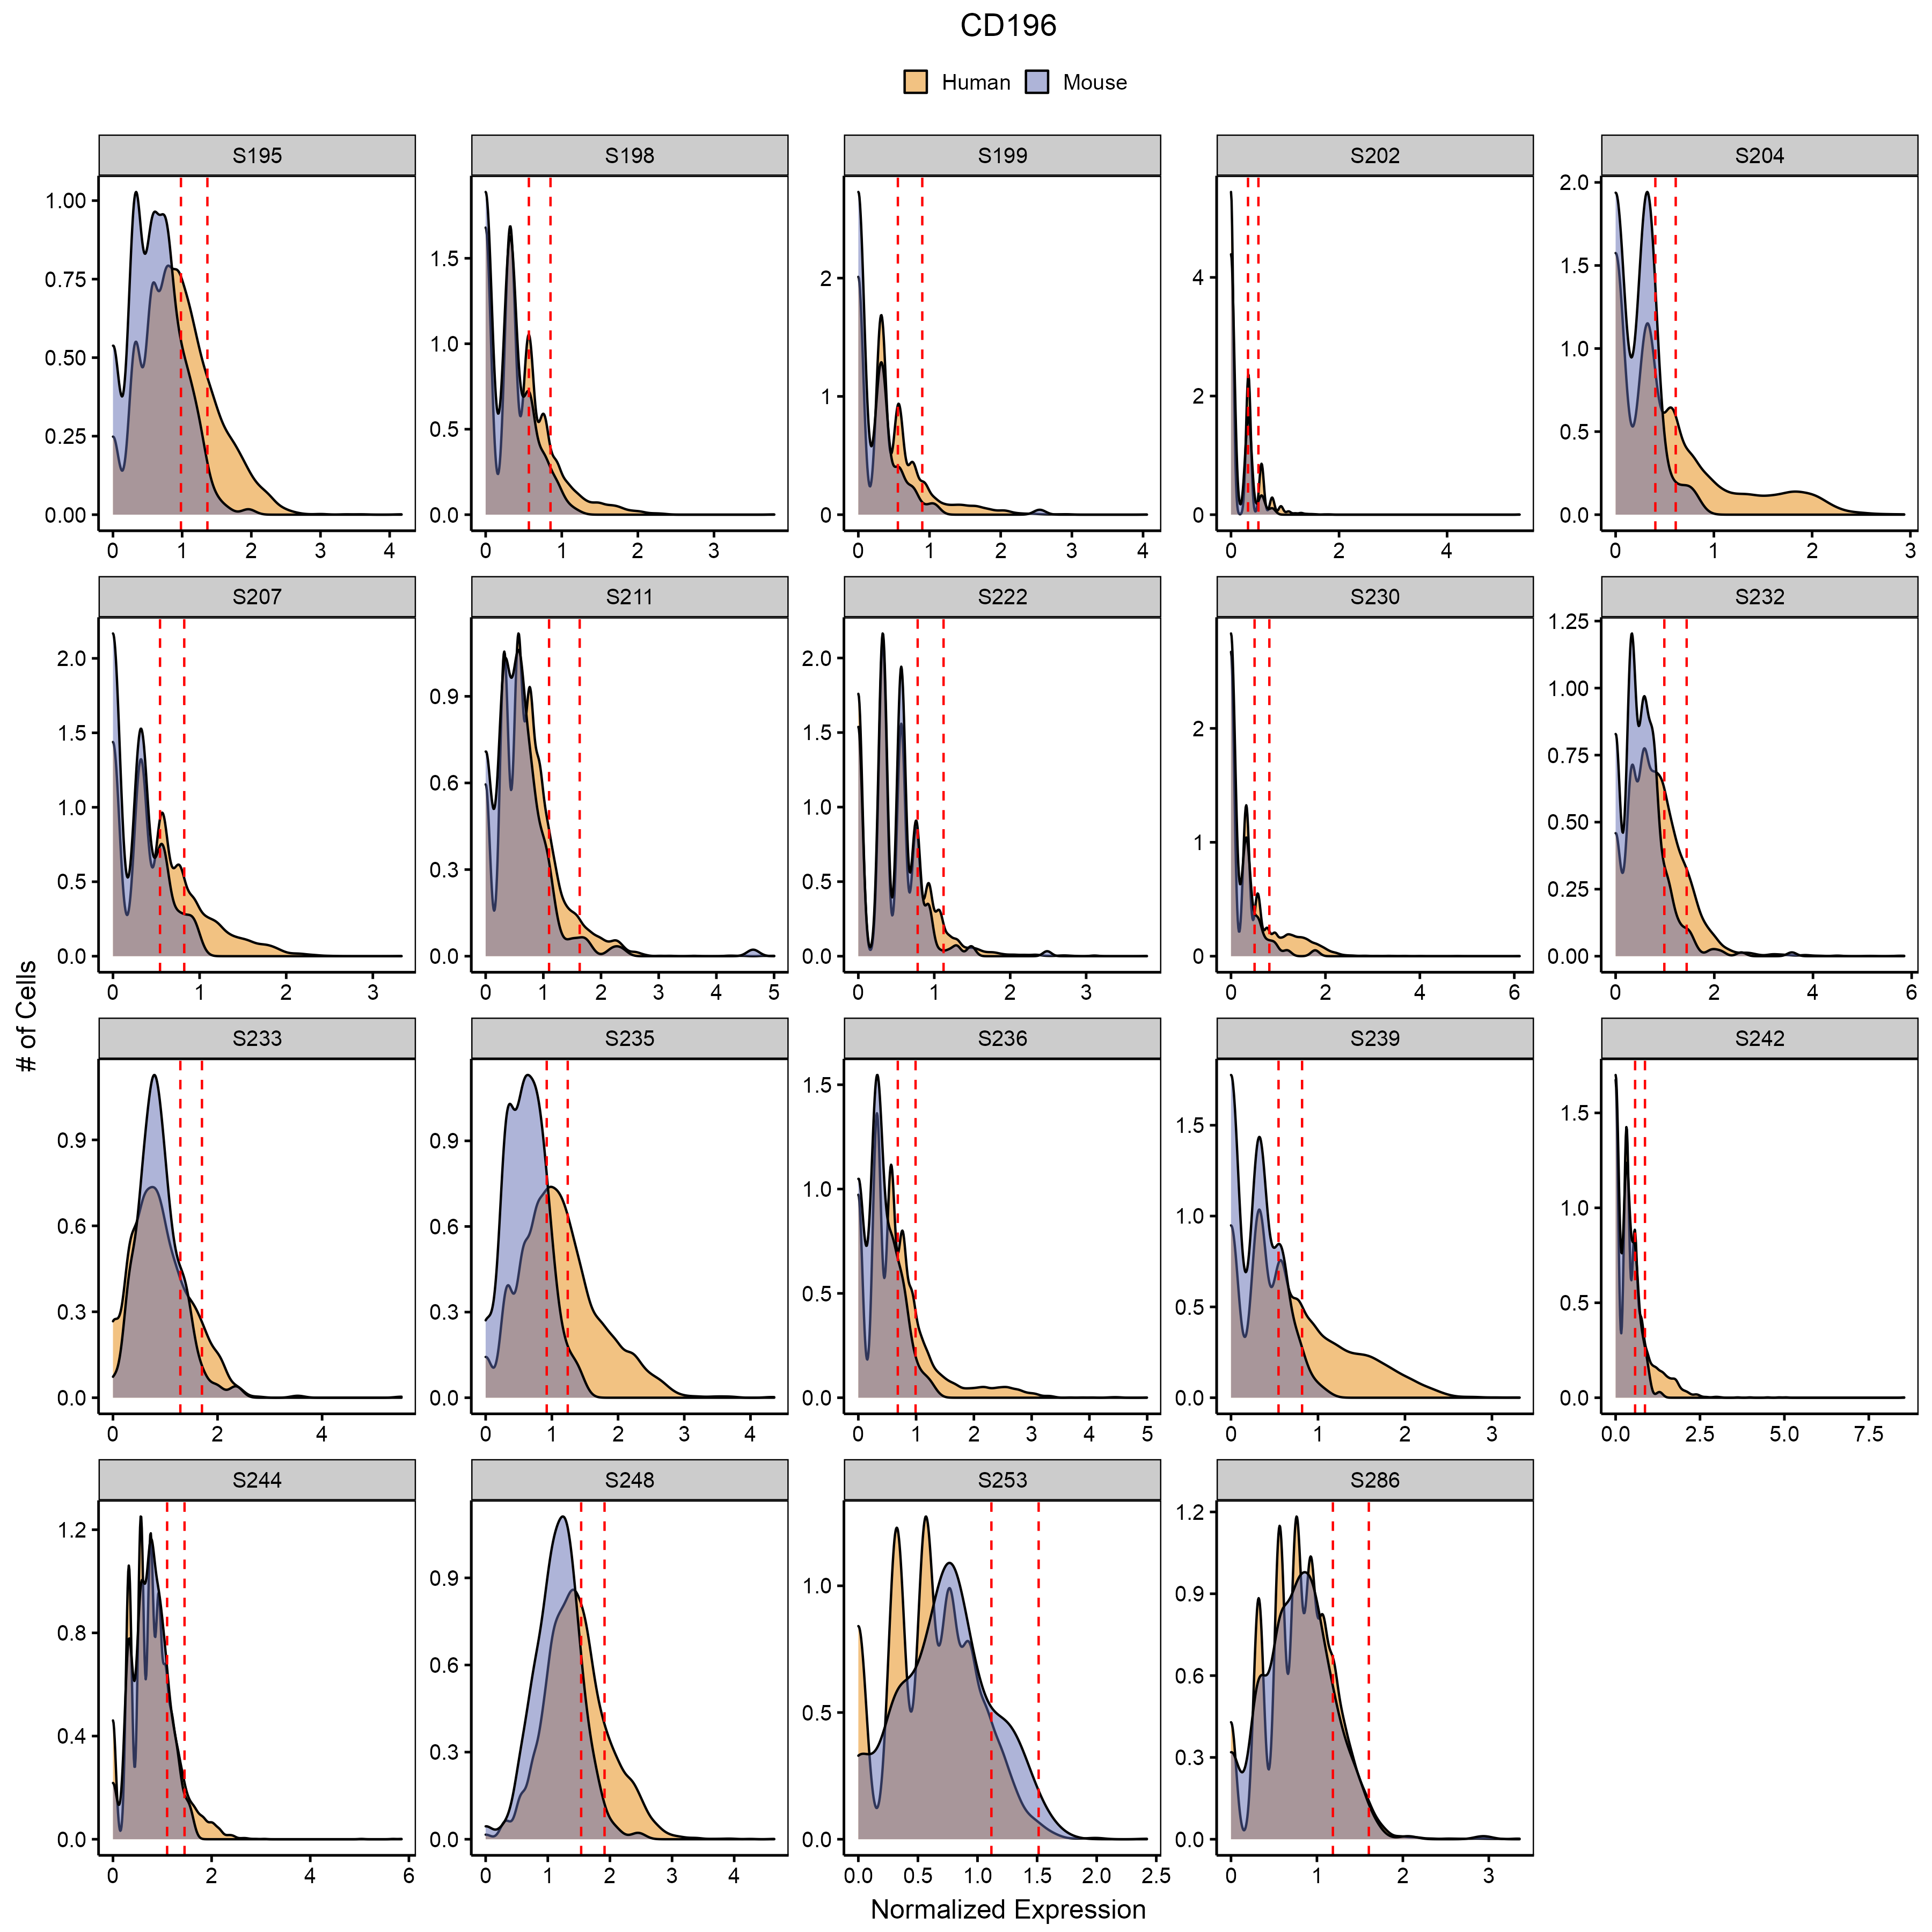 CD196
Human Mouse
S195 S198 S199 S202 S204
1.00 0.75 0.50 0.25 0.00
0 1 2 3 4
1.5 1.0 0.5 0.0
0 1 2 3
2 1 0
0 1 2 3 4
4 2 0
0 2 4
2.0 1.5 1.0 0.5 0.0
0 1 2 3
S207 S211 S222 S230 S232
2.0 1.5 1.0 0.5 0.0
0 1 2 3
0.9 0.6 0.3 0.0
0 1 2 3 4 5
2.0 1.5 1.0 0.5 0.0
0 1 2 3
2 1 0
0 2 4 6
1.25 1.00 0.75 0.50 0.25 0.00
0 2 4 6
# of Cells
S233 S235 S236 S239 S242
0.9 0.6 0.3 0.0
0 2 4
0.9 0.6 0.3 0.0
0 1 2 3 4
1.5 1.0 0.5 0.0
0 1 2 3 4 5
1.5 1.0 0.5 0.0
0 1 2 3
1.5 1.0 0.5 0.0
0.0 2.5 5.0 7.5
S244 S248 S253 S286
1.2 0.8 0.4 0.0
0 2 4 6
0.9 0.6 0.3 0.0
0 1 2 3 4
1.0 0.5 0.0
0.0 0.5 1.0 1.5 2.0 2.5
1.2 0.9 0.6 0.3 0.0
0 1 2 3
Normalized Expression